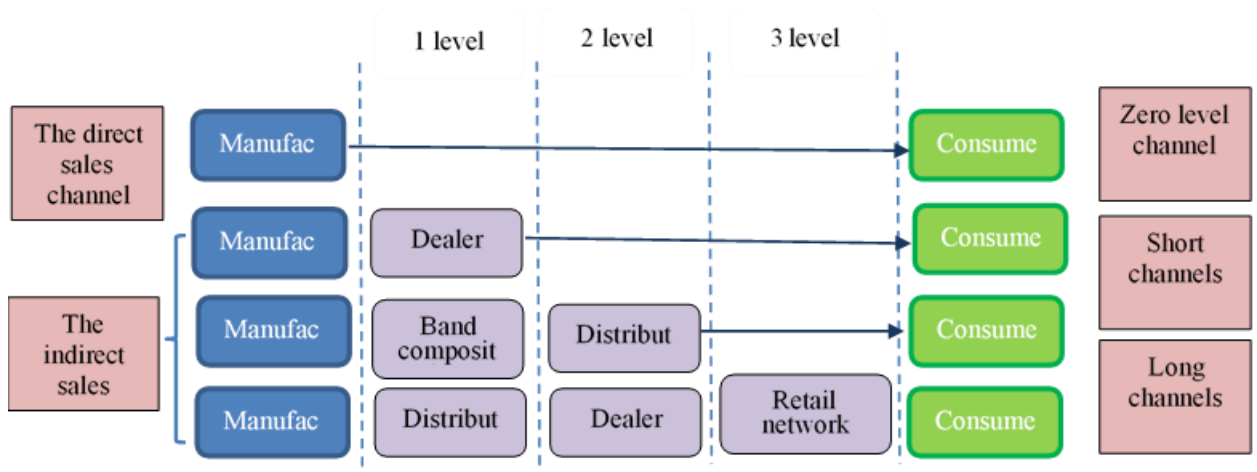 1 level
2 level
3 level
The direct
sales
channel
Manufac
Consume
Zero level
channel
Manufac
Dealer
Consume
Short
channels
The
indirect
sales
Manufac
Band
composit
Distribut
Consume
Manufac
Distribut
Dealer
Retail
network
Consume
Long
channels